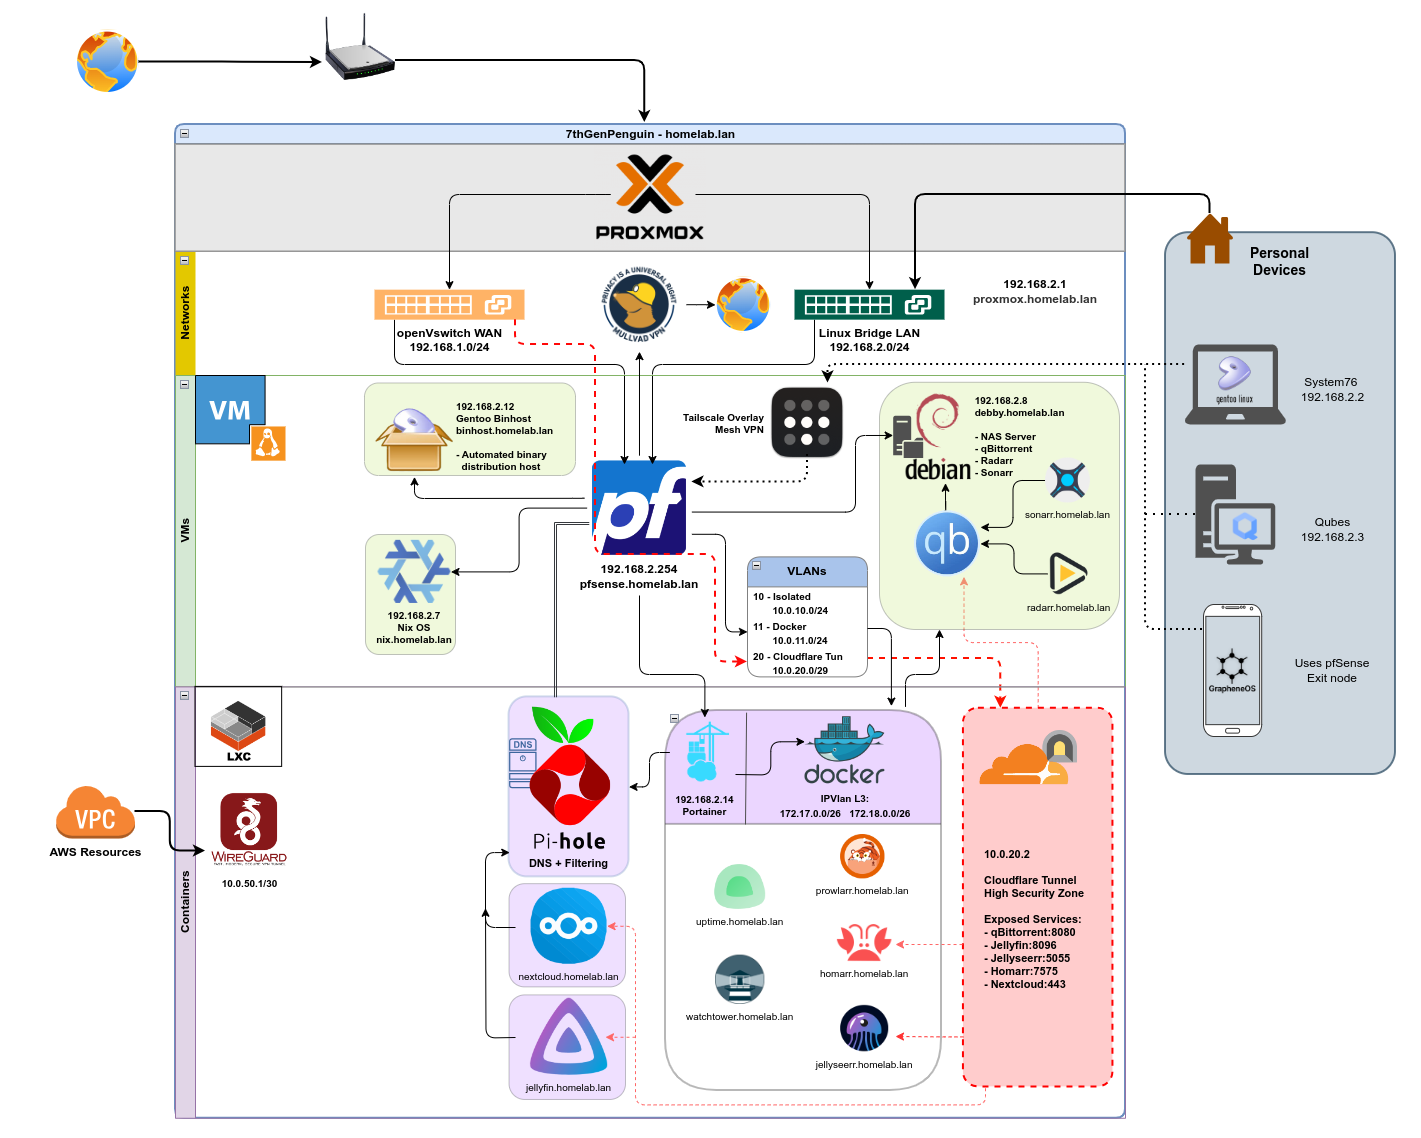 7thGenPenguin - homelab.lan
PROXMOX
Networks
PRIVACY IS A UNIVERSAL RIGHT
MULLVAD VPN
192.168.2.1
proxmox.homelab.lan
openVswitch WAN
192.168.1.0/24
Linux Bridge LAN
192.168.2.0/24
Personal
Devices
gentoo linux
System76
192.168.2.2
Qubes
192.168.2.3
GrapheneOS
Uses pfSense
Exit node
VMs
VM
192.168.2.12
Gentoo Binhost
binhost.homelab.lan
- Automated binary
distribution host
Tailscale Overlay
Mesh VPN
192.168.2.8
debby.homelab.lan
- NAS Server
- qBittorrent
- Radarr
- Sonarr
debian
sonarr.homelab.lan
qb
radarr.homelab.lan
pf
192.168.2.254
pfsense.homelab.lan
192.168.2.7
Nix OS
nix.homelab.lan
VLANs
10 - Isolated
10.0.10.0/24
11 - Docker
10.0.11.0/24
20 - Cloudflare Tun
10.0.20.0/29
Containers
LXC
VPC
AWS Resources
WIREGUARD
10.0.50.1/30
DNS
Pi-hole
DNS + Filtering
nextcloud.homelab.lan
jellyfin.homelab.lan
192.168.2.14
Portainer
docker
IPVlan L3:
172.17.0.0/26 172.18.0.0/26
prowlarr.homelab.lan
uptime.homelab.lan
homarr.homelab.lan
watchtower.homelab.lan
jellyseerr.homelab.lan
10.0.20.2
Cloudflare Tunnel
High Security Zone
Exposed Services:
- qBittorrent:8080
- Jellyfin:8096
- Jellyseerr:5055
- Homarr:7575
- Nextcloud:443